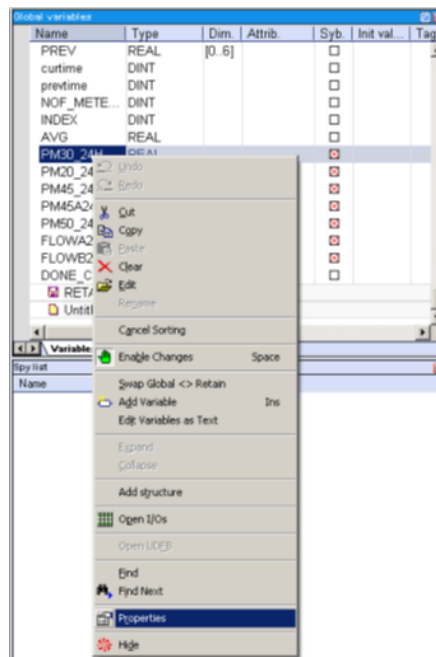 Global variables
Name Type Dim. Attrib. Syb. Init val... Tag
PREV REAL [0..6]
curtime DINT
prevtime DINT
NOF_METE... DINT
INDEX DINT
AVG REAL
PM30_24H REAL
PM20_24
PM45_24
PM45A24
PM50_24
FLOWA2
FLOWB2
DONE_C
RETA
Untitl
Variable
Spy list
Name
Undo
Redo
Cut
Copy
Paste
Clear
Edit
Rename
Cancel Sorting
Enable Changes Space
Swap Global <> Retain
Add Variable Ins
Edit Variables as Text
Expand
Collapse
Add structure
Open I/Os
Open UDFB
Find
Find Next
Properties
Hide